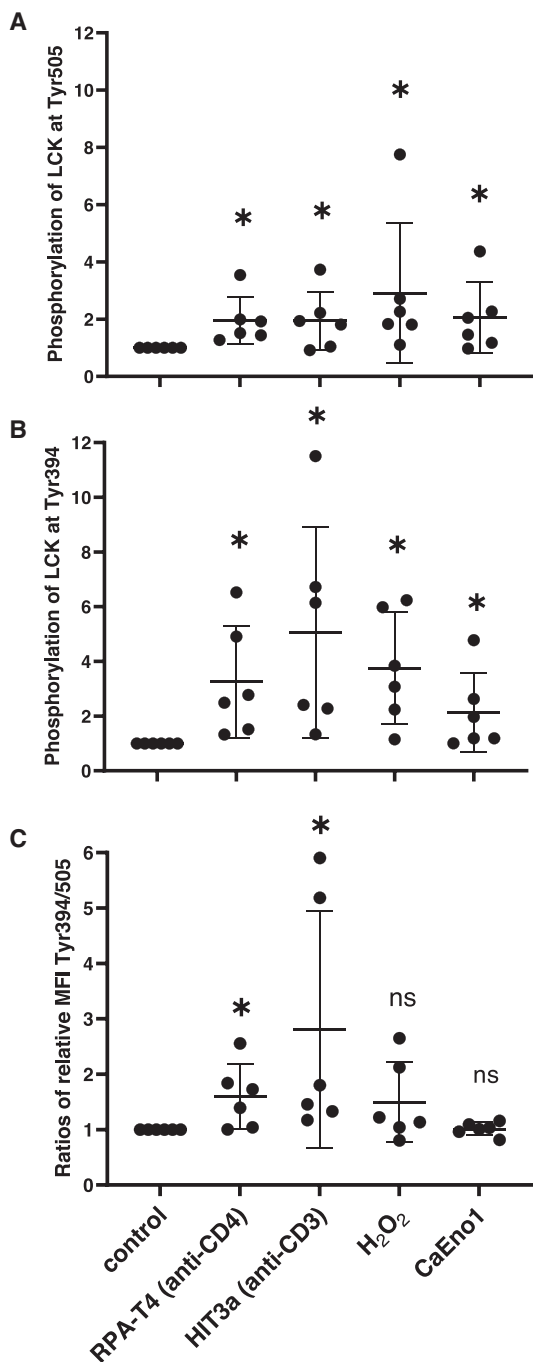 A
Phosphorylation of LCK at Tyr505
12
10
8
6
4
2
0
*
*
*
*
B
Phosphorylation of LCK at Tyr394
12
10
8
6
4
2
0
*
*
*
*
C
Ratios of relative MFI Tyr394/505
6
5
4
3
2
1
0
*
*
ns
ns
control
RPA-T4 (anti-CD4)
HIT3a (anti-CD3)
H₂O₂
CaEno1